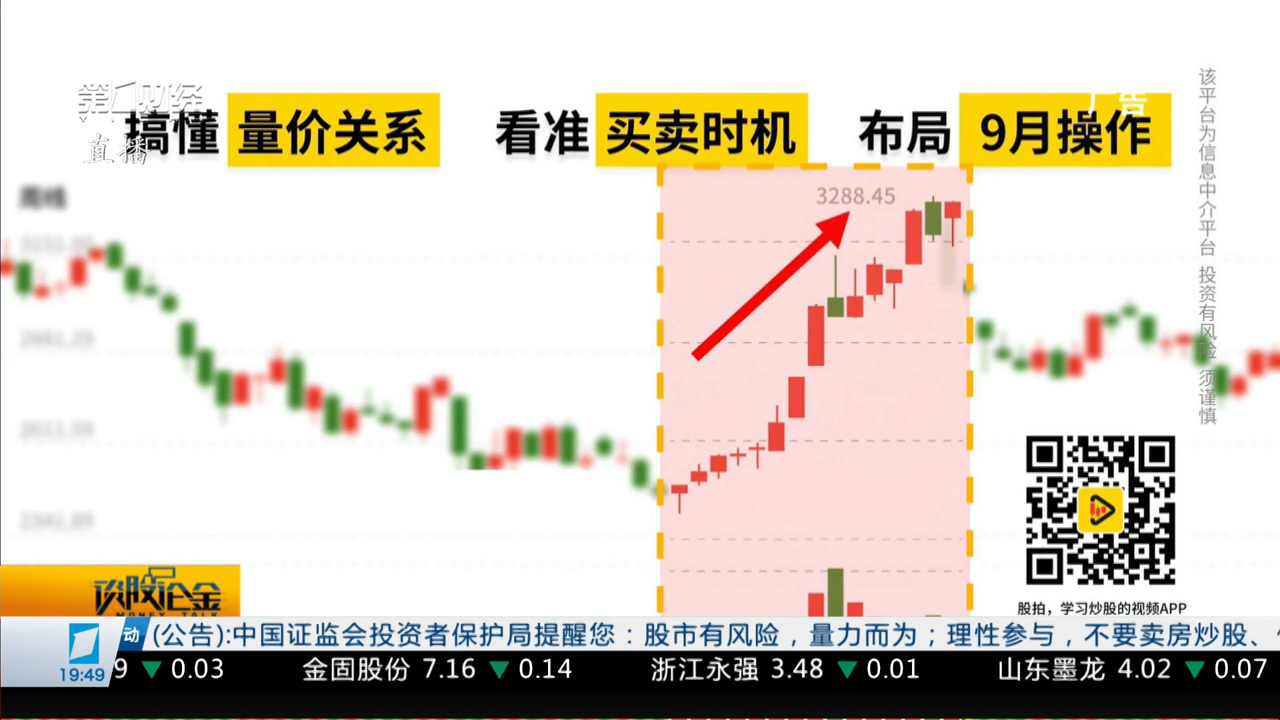 第一财经
直播
广告
搞懂 量价关系 看准 买卖时机 布局 9月操作
该平台为信息中介平台 投资有风险 须谨慎
周线
3288.45
股拍，学习炒股的视频APP
谈股论金
MONEY TALK
动 (公告):中国证监会投资者保护局提醒您：股市有风险，量力而为；理性参与，不要卖房炒股、
19:49
9 ▼ 0.03 金固股份 7.16 ▼ 0.14 浙江永强 3.48 ▼ 0.01 山东墨龙 4.02 ▼ 0.07